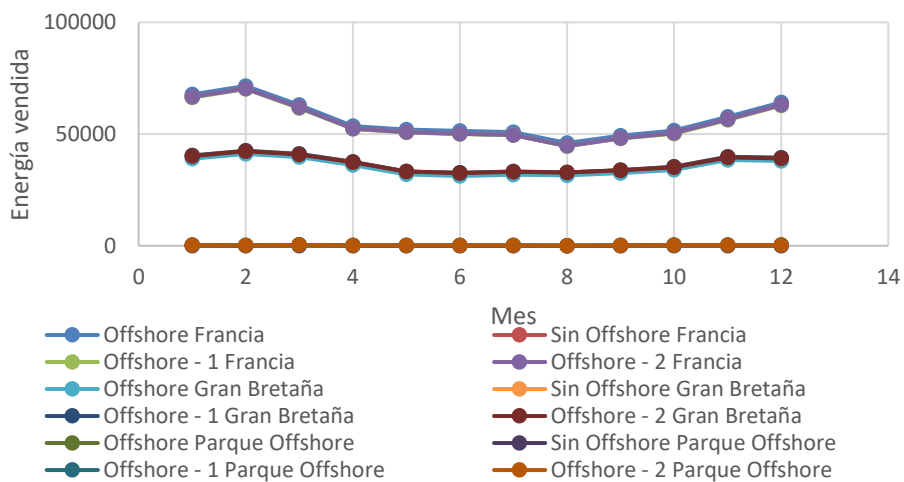 100000
50000
0
Energía vendida
0 2 4 6 8 10 12 14
Mes
Offshore Francia Sin Offshore Francia
Offshore - 1 Francia Offshore - 2 Francia
Offshore Gran Bretaña Sin Offshore Gran Bretaña
Offshore - 1 Gran Bretaña Offshore - 2 Gran Bretaña
Offshore Parque Offshore Sin Offshore Parque Offshore
Offshore - 1 Parque Offshore Offshore - 2 Parque Offshore